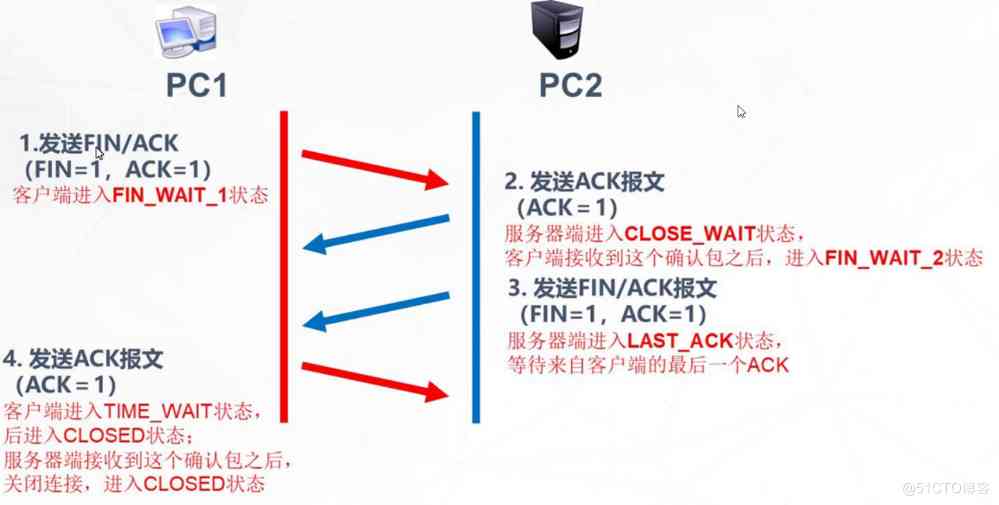 PC1
PC2
1.发送FIN/ACK
（FIN=1，ACK=1）
客户端进入FIN_WAIT_1状态
2. 发送ACK报文
（ACK＝1）
服务器端进入CLOSE_WAIT状态，
客户端接收到这个确认包之后，进入FIN_WAIT_2状态
3. 发送FIN/ACK报文
（FIN=1，ACK=1）
服务器端进入LAST_ACK状态，
等待来自客户端的最后一个ACK
4. 发送ACK报文
（ACK＝1）
客户端进入TIME_WAIT状态，
后进入CLOSED状态；
服务器端接收到这个确认包之后，
关闭连接，进入CLOSED状态
@51CTO博客